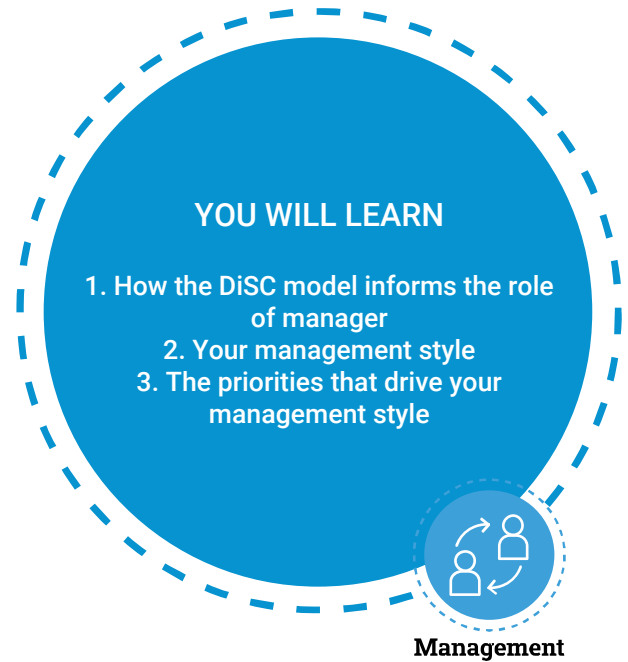 YOU WILL LEARN
1. How the DiSC model informs the role
of manager
2. Your management style
3. The priorities that drive your
management style
Management